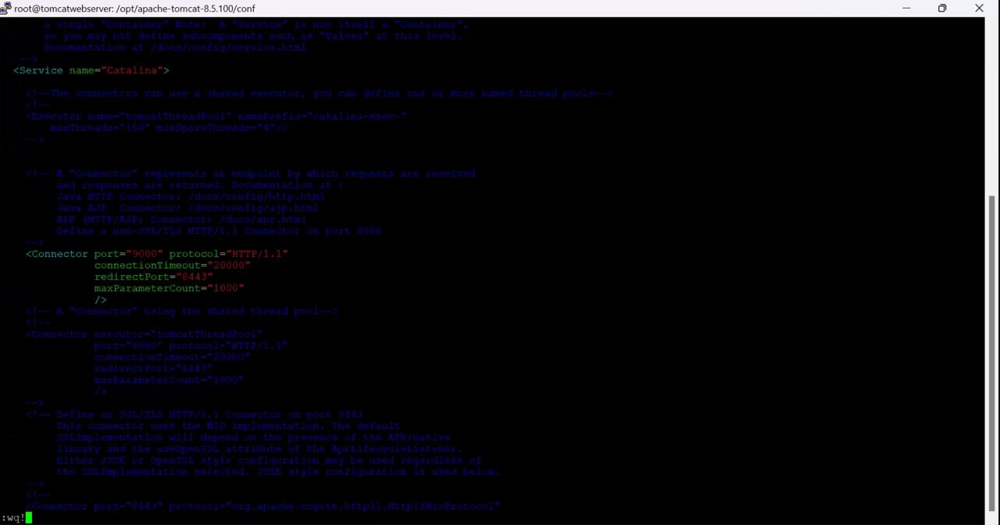 root@tomcatwebserver: /opt/apache-tomcat-8.5.100/conf
a single "Container" Note:  A "Service" is not itself a "Container",
so you may not define subcomponents such as "Valves" at this level.
Documentation at /docs/config/service.html
-->
<Service name="Catalina">
<!--The connectors can use a shared executor, you can define one or more named thread pools-->
<!--
<Executor name="tomcatThreadPool" namePrefix="catalina-exec-"
maxThreads="150" minSpareThreads="4"/>
-->
<!-- A "Connector" represents an endpoint by which requests are received
and responses are returned. Documentation at :
Java HTTP Connector: /docs/config/http.html
Java AJP  Connector: /docs/config/ajp.html
APR (HTTP/AJP) Connector: /docs/apr.html
Define a non-SSL/TLS HTTP/1.1 Connector on port 8080
-->
<Connector port="9000" protocol="HTTP/1.1"
connectionTimeout="20000"
redirectPort="8443"
maxParameterCount="1000"
/>
<!-- A "Connector" using the shared thread pool-->
<!--
<Connector executor="tomcatThreadPool"
port="8080" protocol="HTTP/1.1"
connectionTimeout="20000"
redirectPort="8443"
maxParameterCount="1000"
/>
-->
<!-- Define an SSL/TLS HTTP/1.1 Connector on port 8443
This connector uses the NIO implementation. The default
SSLImplementation will depend on the presence of the APR/native
library and the useOpenSSL attribute of the AprLifecycleListener.
Either JSSE or OpenSSL style configuration may be used regardless of
the SSLImplementation selected. JSSE style configuration is used below.
-->
<!--
<Connector port="8443" protocol="org.apache.coyote.http11.Http11NioProtocol"
:wq!